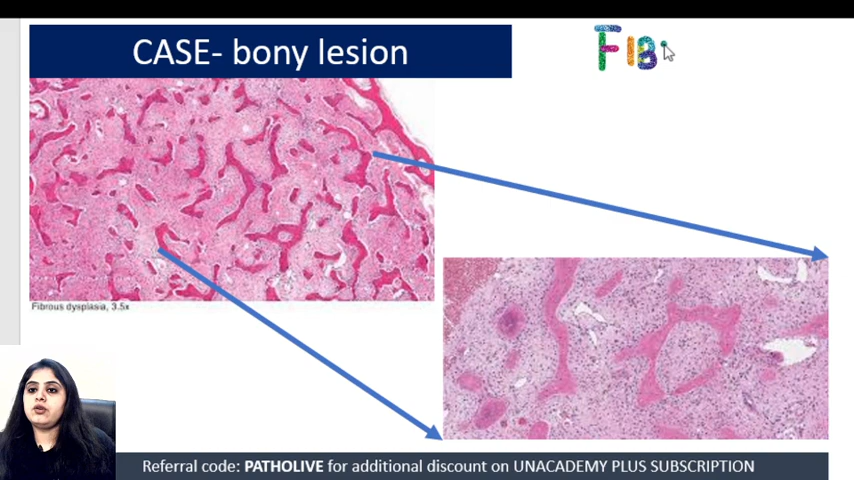 CASE- bony lesion
FIB
Fibrous dysplasia, 3.5x
Referral code: PATHOLIVE for additional discount on UNACADEMY PLUS SUBSCRIPTION